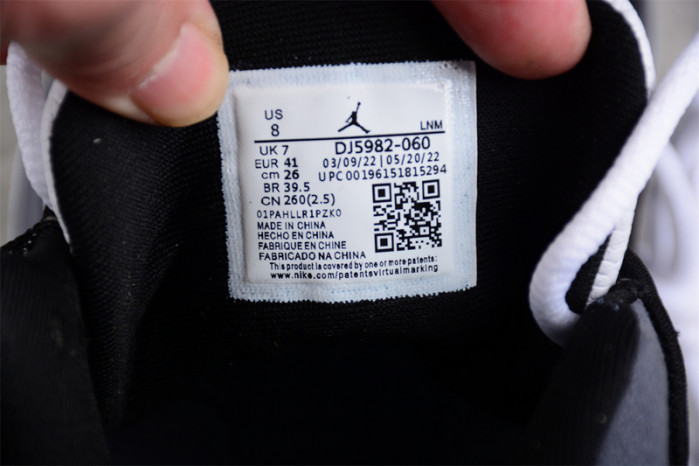 US
8
LNM
UK 7
DJ5982-060
EUR 41
03/09/22 | 05/20/22
cm 26
UPC00196151815294
BR 39.5
CN 260(2.5)
01PAHLLR1PZK0
MADE IN CHINA
HECHO EN CHINA
FABRIQUE EN CHINE
FABRICADO NA CHINA
This product is covered by one or more patents:
www.nike.com/patentsvirtualmarking